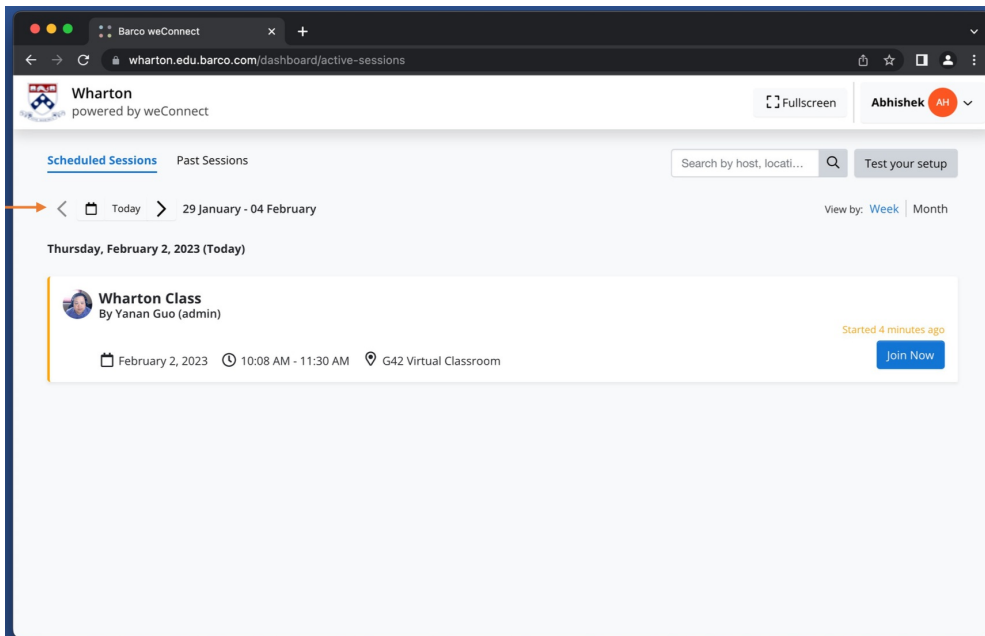 Barco weConnect
wharton.edu.barco.com/dashboard/active-sessions
Wharton
powered by weConnect
Fullscreen
Abhishek AH
Scheduled Sessions Past Sessions
Search by host, locati... Test your setup
Today 29 January - 04 February
View by: Week Month
Thursday, February 2, 2023 (Today)
Wharton Class
By Yanan Guo (admin)
Started 4 minutes ago
February 2, 2023 10:08 AM - 11:30 AM G42 Virtual Classroom
Join Now